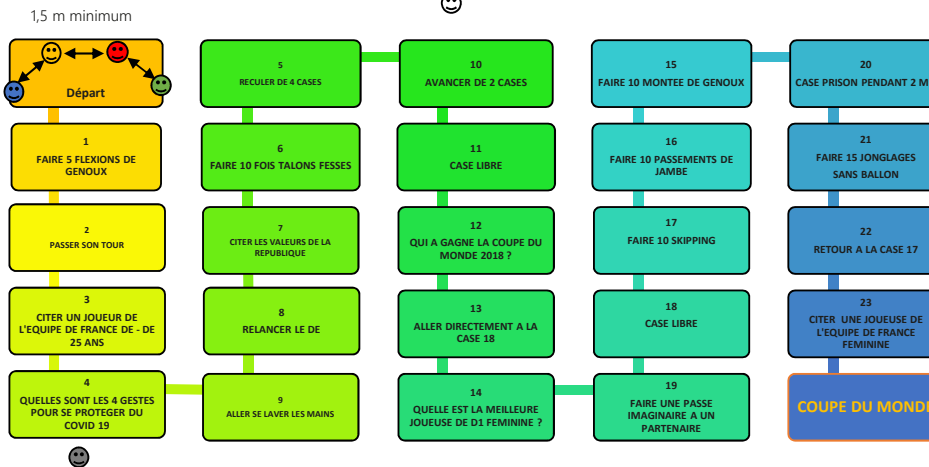 1,5 m minimum
Départ
1
FAIRE 5 FLEXIONS DE
GENOUX
2
PASSER SON TOUR
3
CITER UN JOUEUR DE
L'EQUIPE DE FRANCE DE - DE
25 ANS
4
QUELLES SONT LES 4 GESTES
POUR SE PROTEGER DU
COVID 19
5
RECULER DE 4 CASES
6
FAIRE 10 FOIS TALONS FESSES
7
CITER LES VALEURS DE LA
REPUBLIQUE
8
RELANCER LE DE
9
ALLER SE LAVER LES MAINS
10
AVANCER DE 2 CASES
11
CASE LIBRE
12
QUI A GAGNE LA COUPE DU
MONDE 2018 ?
13
ALLER DIRECTEMENT A LA
CASE 18
14
QUELLE EST LA MEILLEURE
JOUEUSE DE D1 FEMININE ?
15
FAIRE 10 MONTEE DE GENOUX
16
FAIRE 10 PASSEMENTS DE
JAMBE
17
FAIRE 10 SKIPPING
18
CASE LIBRE
19
FAIRE UNE PASSE
IMAGINAIRE A UN
PARTENAIRE
20
CASE PRISON PENDANT 2 M
21
FAIRE 15 JONGLAGES
SANS BALLON
22
RETOUR A LA CASE 17
23
CITER UNE JOUEUSE DE
L'EQUIPE DE FRANCE
FEMININE
COUPE DU MONDE